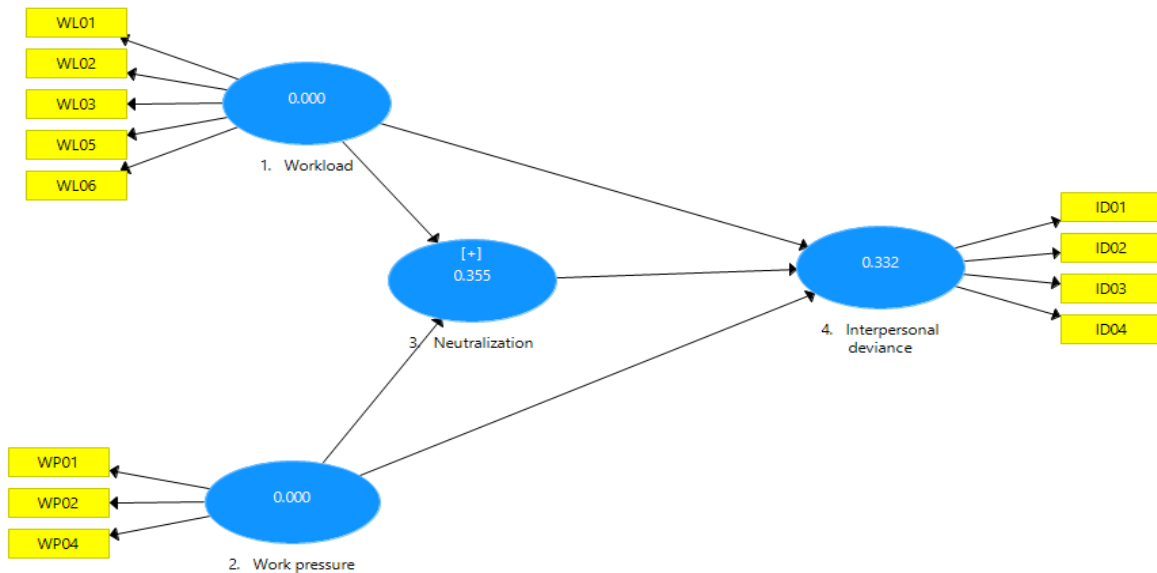 WL01
WL02
WL03
WL05
WL06
0.000
1. Workload
[+]
0.355
3. Neutralization
0.332
4. Interpersonal
deviance
ID01
ID02
ID03
ID04
WP01
WP02
WP04
0.000
2. Work pressure